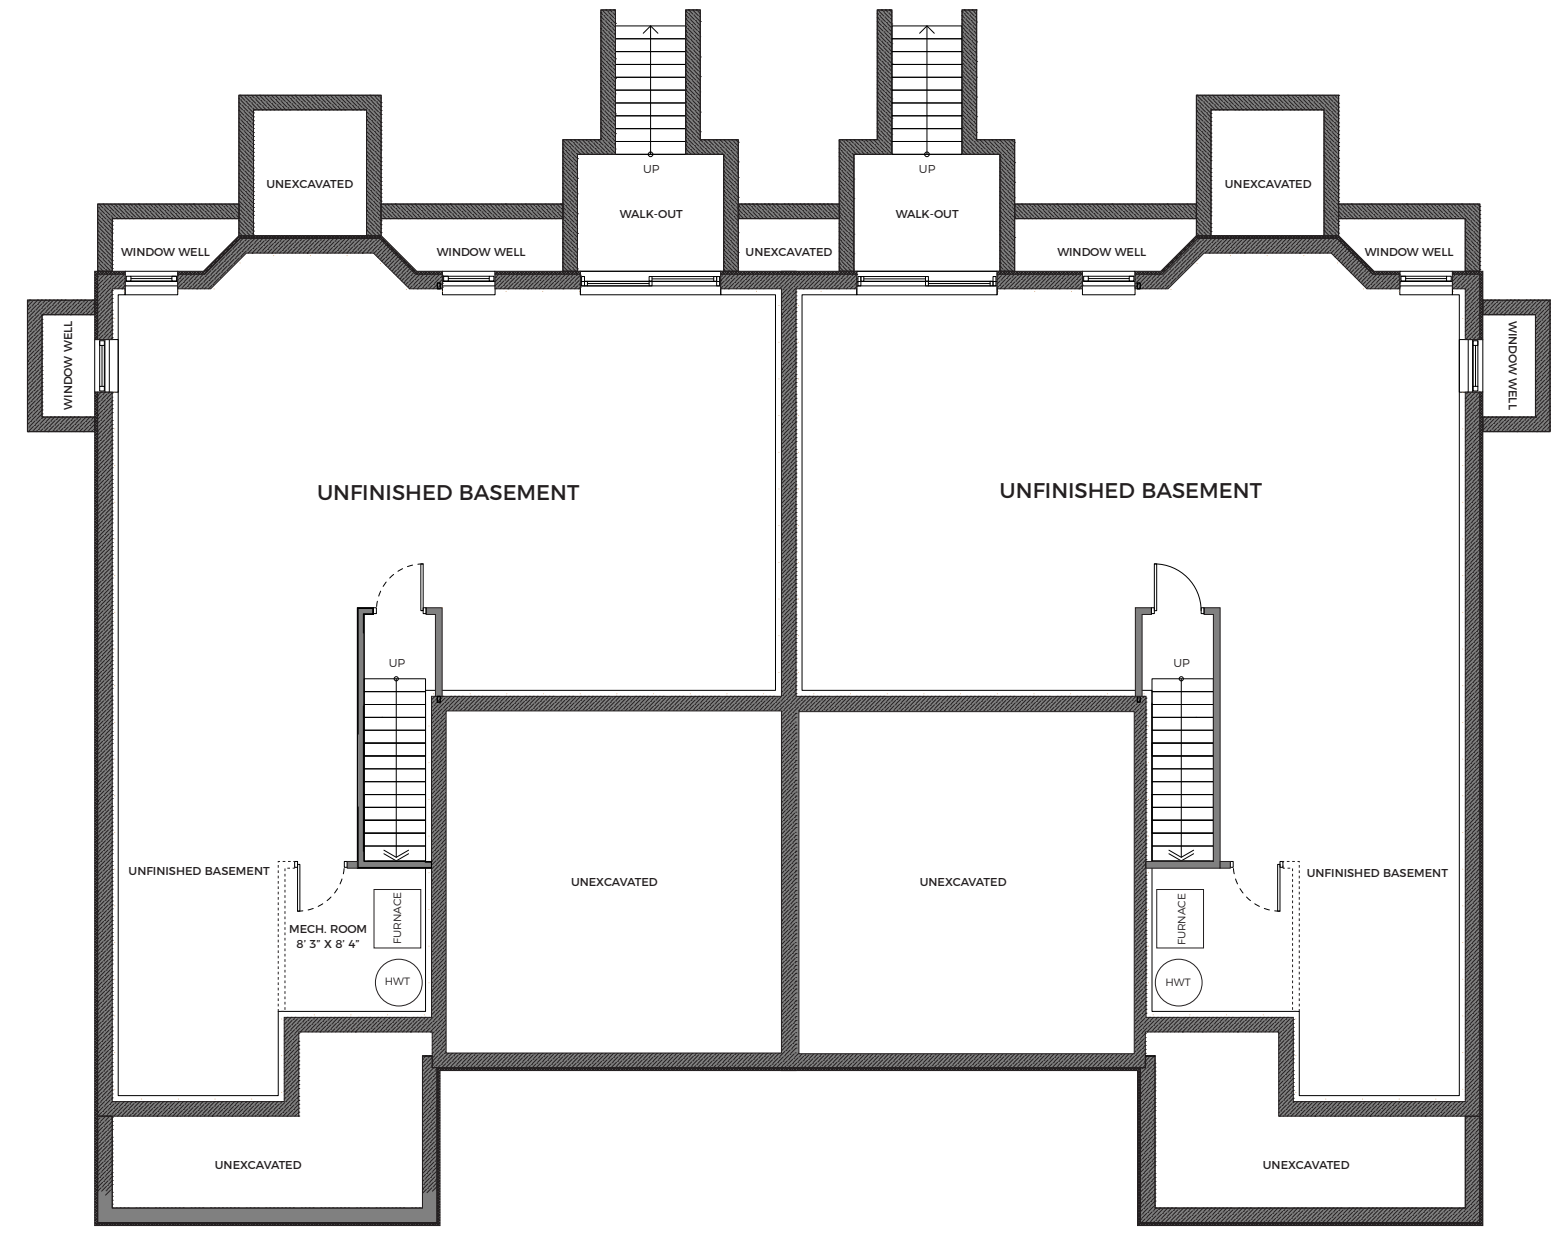 UP
UP
UNEXCAVATED
UNEXCAVATED
WALK-OUT
WALK-OUT
WINDOW WELL
WINDOW WELL
UNEXCAVATED
WINDOW WELL
WINDOW WELL
WINDOW WELL
WINDOW WELL
UNFINISHED BASEMENT
UNFINISHED BASEMENT
UP
UP
UNFINISHED BASEMENT
UNFINISHED BASEMENT
UNEXCAVATED
UNEXCAVATED
MECH. ROOM
8' 3" X 8' 4"
FURNACE
FURNACE
HWT
HWT
UNEXCAVATED
UNEXCAVATED